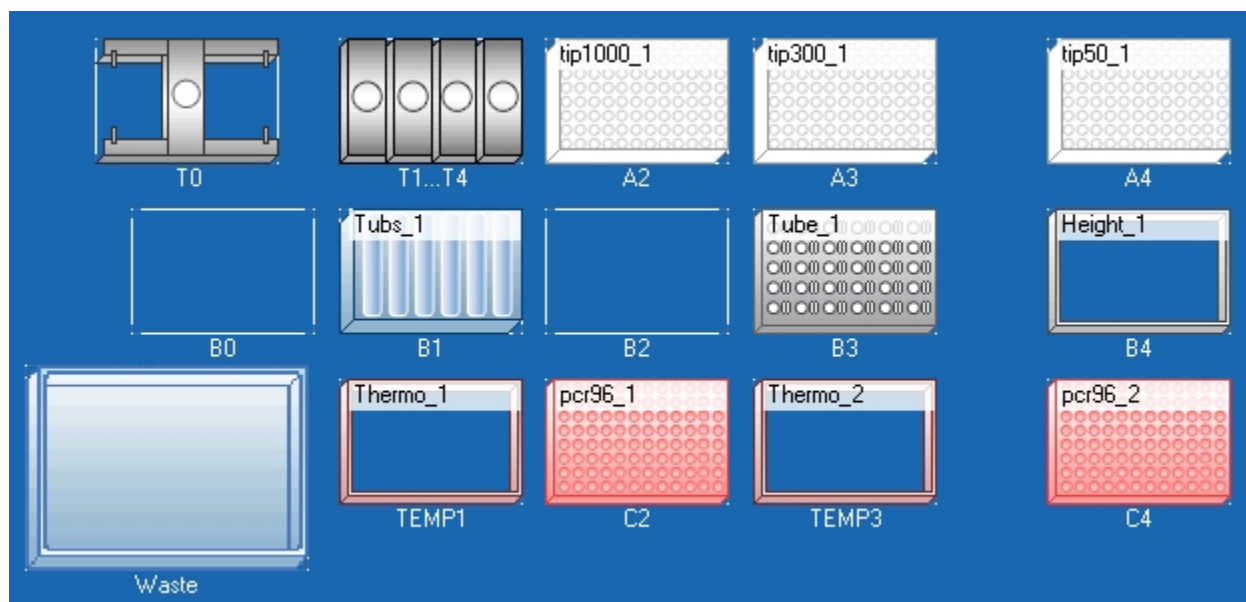 tip1000_1
tip300_1
tip50_1
T0
T1...T4
A2
A3
A4
Tubs_1
Tube_1
Height_1
B0
B1
B2
B3
B4
Thermo_1
pcr96_1
Thermo_2
pcr96_2
TEMP1
C2
TEMP3
C4
Waste